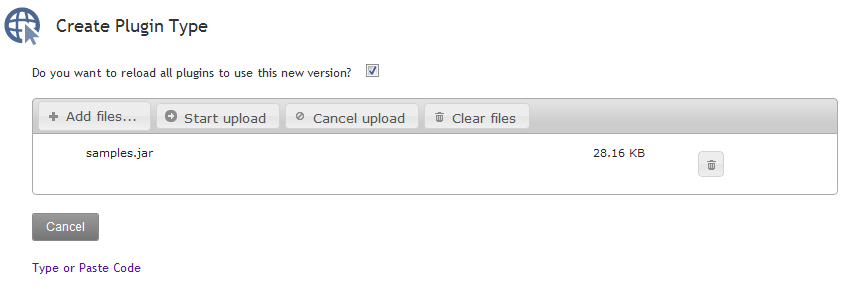 Create Plugin Type
Do you want to reload all plugins to use this new version?
Add files... Start upload Cancel upload Clear files
samples.jar 28.16 KB
Cancel
Type or Paste Code